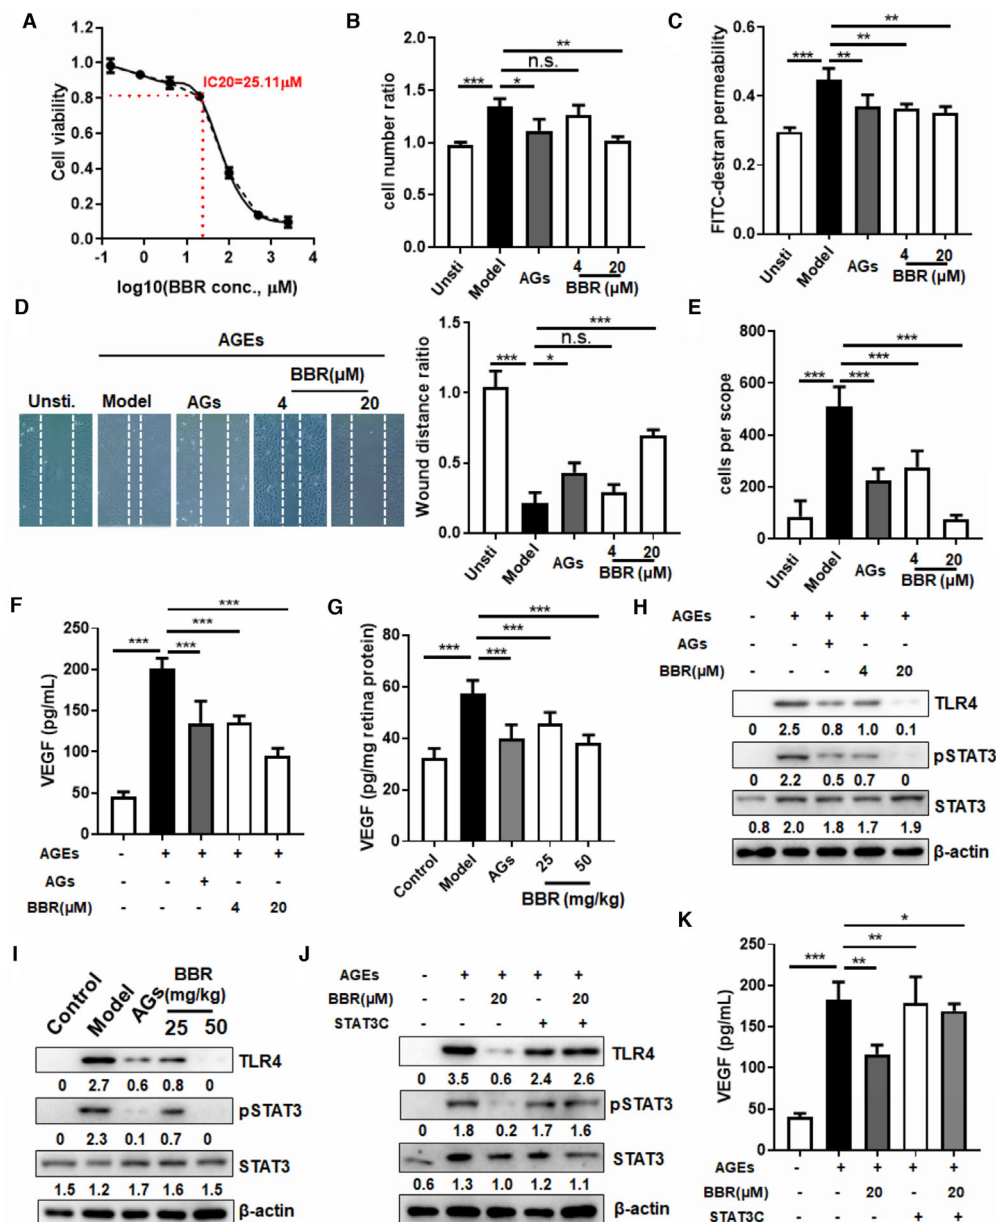 A
1.2
1.0
0.8
0.6
0.4
0.2
0.0
Cell viability
IC20=25.11µM
-1 0 1 2 3 4
log10(BBR conc., µM)
B
2.0
1.5
1.0
0.5
0.0
cell number ratio
**
n.s.
*** *
Unsti Model AGs 4 20
BBR (µM)
C
0.6
0.4
0.2
0.0
FITC-destran permeability
**
**
*** **
Unsti Model AGs 4 20
BBR (µM)
D
AGEs
BBR(µM)
Unsti. Model AGs 4 20
1.5
1.0
0.5
0.0
Wound distance raitio
***
n.s.
*** *
Unsti Model AGs 4 20
BBR (µM)
E
800
600
400
200
0
cells per scope
***
***
*** ***
Unsti Model AGs 4 20
BBR (µM)
F
250
200
150
100
50
0
VEGF (pg/mL)
***
***
*** ***
AGEs - + + + +
AGs - - + - -
BBR(µM) - - - 4 20
G
80
60
40
20
0
VEGF (pg/mg retina protein)
***
***
*** ***
Control Model AGs 25 50
BBR (mg/kg)
H
AGEs - + + + +
AGs - - + - -
BBR(µM) - - - 4 20
TLR4
0 2.5 0.8 1.0 0.1
pSTAT3
0 2.2 0.5 0.7 0
STAT3
0.8 2.0 1.8 1.7 1.9
β-actin
I
Control Model AGs BBR
(mg/kg)
25 50
TLR4
0 2.7 0.6 0.8 0
pSTAT3
0 2.3 0.1 0.7 0
STAT3
1.5 1.2 1.7 1.6 1.5
β-actin
J
AGEs - + + + +
BBR(µM) - - 20 - 20
STAT3C - - - + +
TLR4
0 3.5 0.6 2.4 2.6
pSTAT3
0 1.8 0.2 1.7 1.6
STAT3
0.6 1.3 1.0 1.2 1.1
β-actin
K
250
200
150
100
50
0
VEGF (pg/mL)
*
**
*** **
AGEs - + + + +
BBR(µM) - - 20 - 20
STAT3C - - - + +